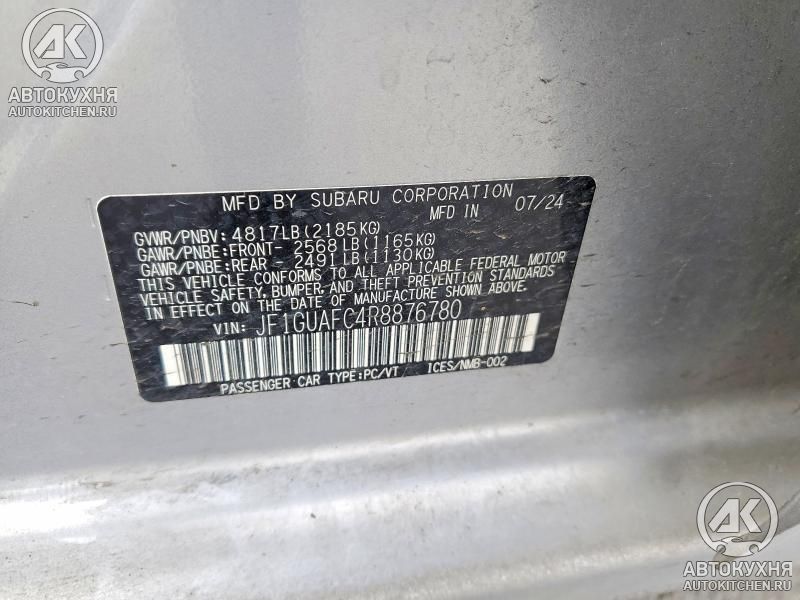 AK
АВТОКУХНЯ
AUTOKITCHEN.RU
MFD BY SUBARU CORPORATION
MFD IN 07/24
GVWR/PNBV: 4817LB(2185KG)
GAWR/PNBE:FRONT- 2568LB(1165KG)
GAWR/PNBE:REAR - 2491LB(1130KG)
THIS VEHICLE CONFORMS TO ALL APPLICABLE FEDERAL MOTOR
VEHICLE SAFETY, BUMPER, AND THEFT PREVENTION STANDARDS
IN EFFECT ON THE DATE OF MANUFACTURE SHOWN ABOVE.
VIN: JF1GUAFC4R8876780
PASSENGER CAR TYPE:PC/VT ICES/NMB-002
AK
АВТОКУХНЯ
AUTOKITCHEN.RU